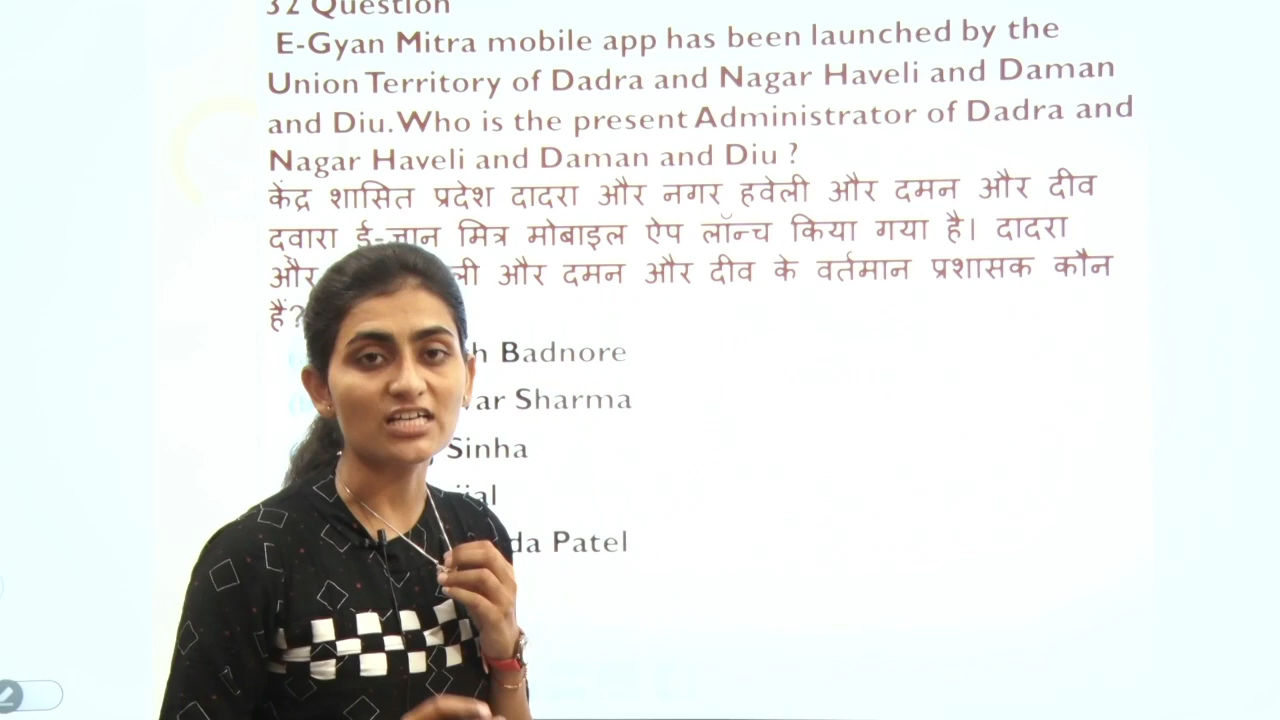 32 Question
E-Gyan Mitra mobile app has been launched by the
Union Territory of Dadra and Nagar Haveli and Daman
and Diu. Who is the present Administrator of Dadra and
Nagar Haveli and Daman and Diu ?
केंद्र शासित प्रदेश दादरा और नगर हवेली और दमन और दीव
दवारा ई-ज्ञान मित्र मोबाइल ऐप लॉन्च किया गया है। दादरा
और ली और दमन और दीव के वर्तमान प्रशासक कौन
हैं?
h Badnore
ar Sharma
Sinha
da Patel